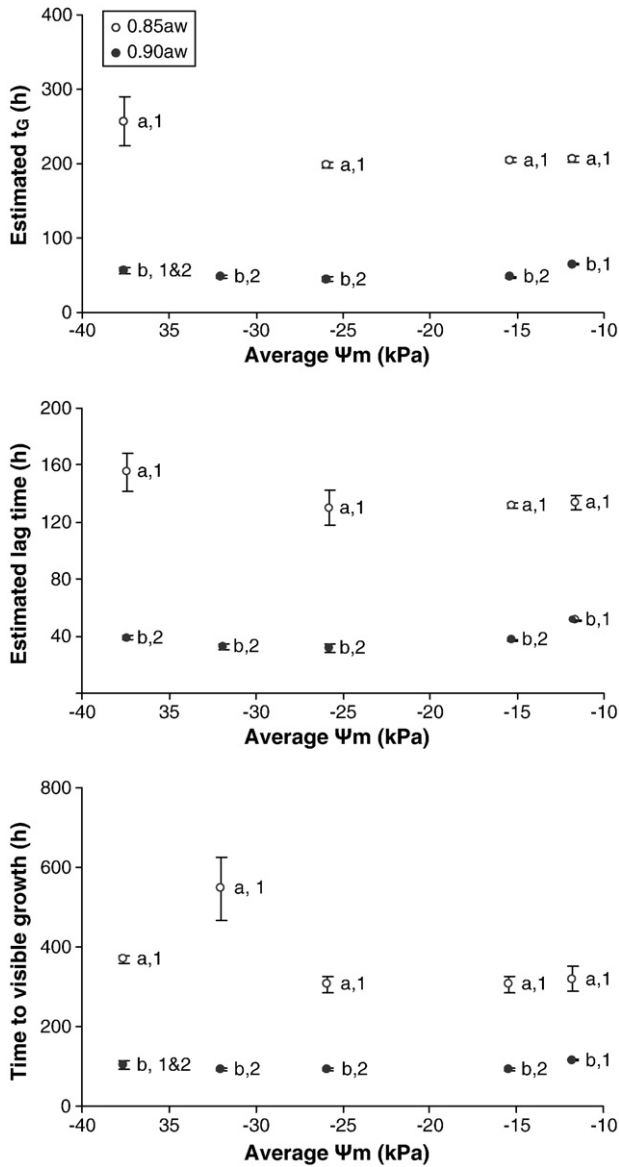 400
0.85aw
0.90aw
300
a,1
a,1
a,1
a,1
200
100
b, 1&2
b,2
b,2
b,2
b,1
0
-40
35
-30
-25
-20
-15
-10
Estimated tG (h)
Average Ψm (kPa)
200
160
a,1
a,1
a,1
a,1
120
80
40
b,2
b,2
b,2
b,2
b,1
-40
35
-30
-25
-20
-15
-10
Estimated lag time (h)
Average Ψm (kPa)
800
600
a, 1
400
a,1
a,1
a,1
a,1
200
b, 1&2
b,2
b,2
b,2
b,1
0
-40
35
-30
-25
-20
-15
-10
Time to visible growth (h)
Average Ψm (kPa)